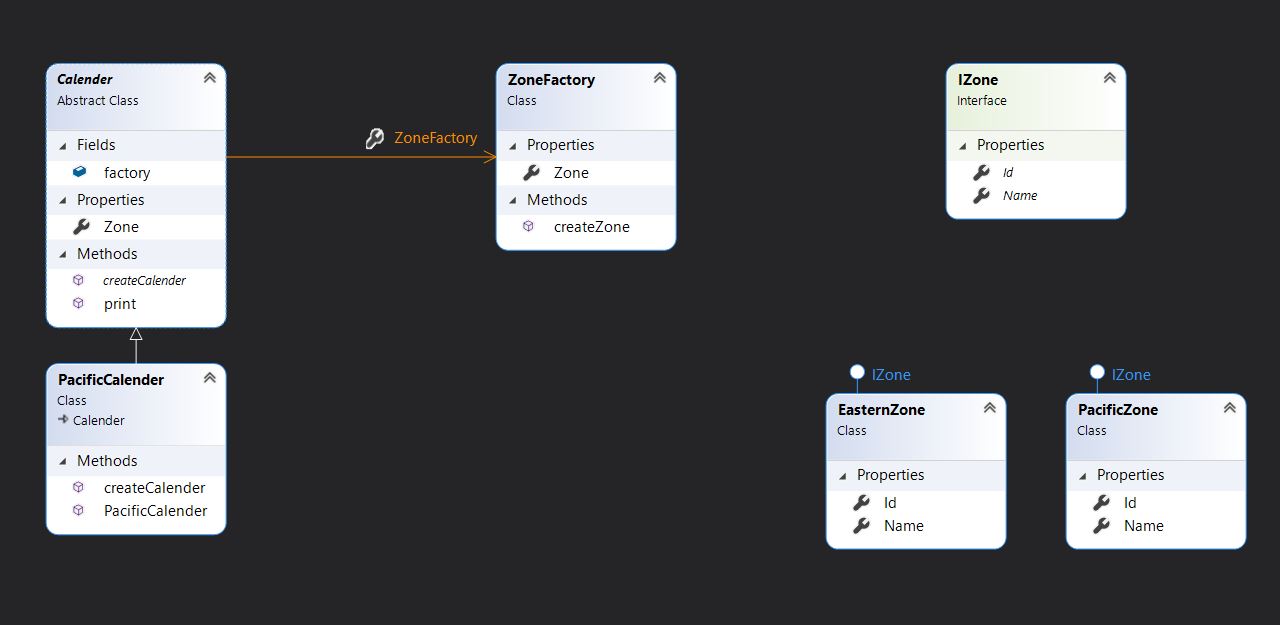 Calender
Abstract Class
Fields
factory
Properties
Zone
Methods
createCalender
print
ZoneFactory
ZoneFactory
Class
Properties
Zone
Methods
createZone
IZone
Interface
Properties
Id
Name
PacificCalender
Class
Calender
Methods
createCalender
PacificCalender
IZone
EasternZone
Class
Properties
Id
Name
IZone
PacificZone
Class
Properties
Id
Name